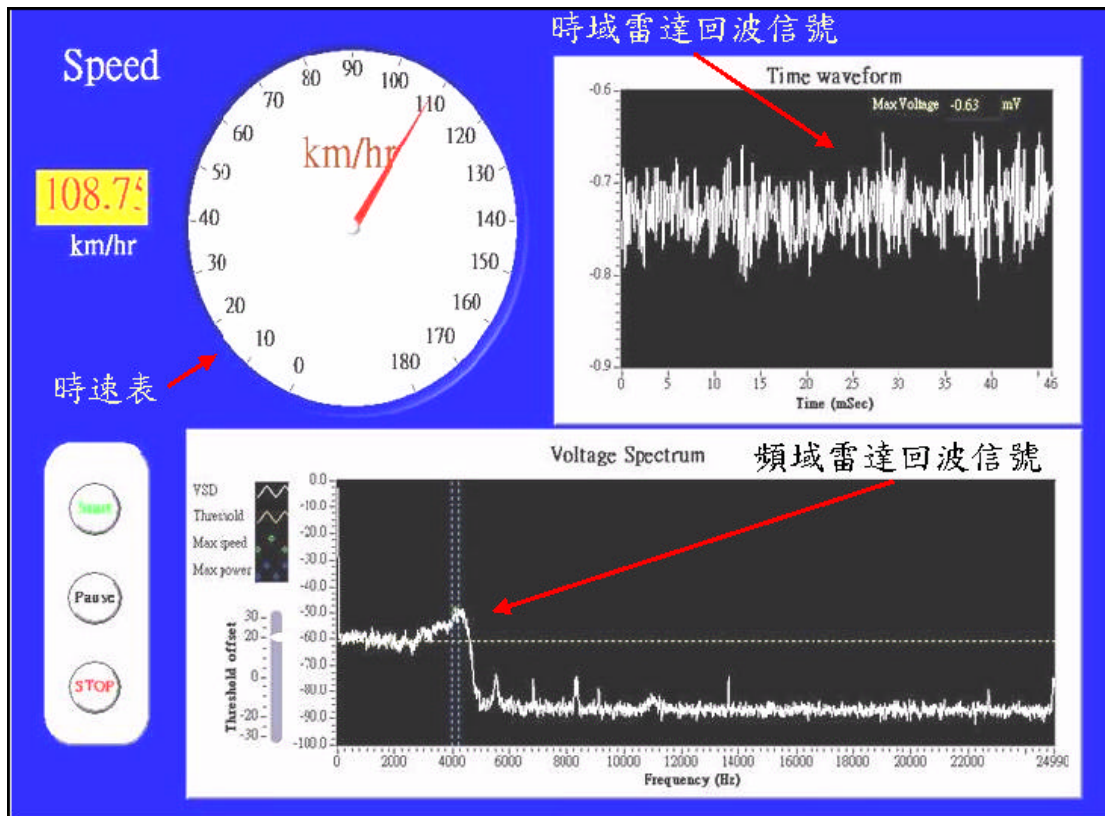 時域雷達回波信號
Speed
108.75
km/hr
km/hr
0
10
20
30
40
50
60
70
80
90
100
110
120
130
140
150
160
170
180
時速表
Time waveform
Max Voltage -0.63 mV
-0.6
-0.7
-0.8
-0.9
0 5 10 15 20 25 30 35 40 46
Time (mSec)
Start
Pause
STOP
Voltage Spectrum
頻域雷達回波信號
VSD
Threshold
Max speed
Max power
Threshold offset
30
20
0
-20
-30
0.0
-10.0
-20.0
-30.0
-40.0
-50.0
-60.0
-70.0
-80.0
-90.0
-100.0
0 2000 4000 6000 8000 10000 12000 14000 16000 18000 20000 22000 24990
Frequency (Hz)